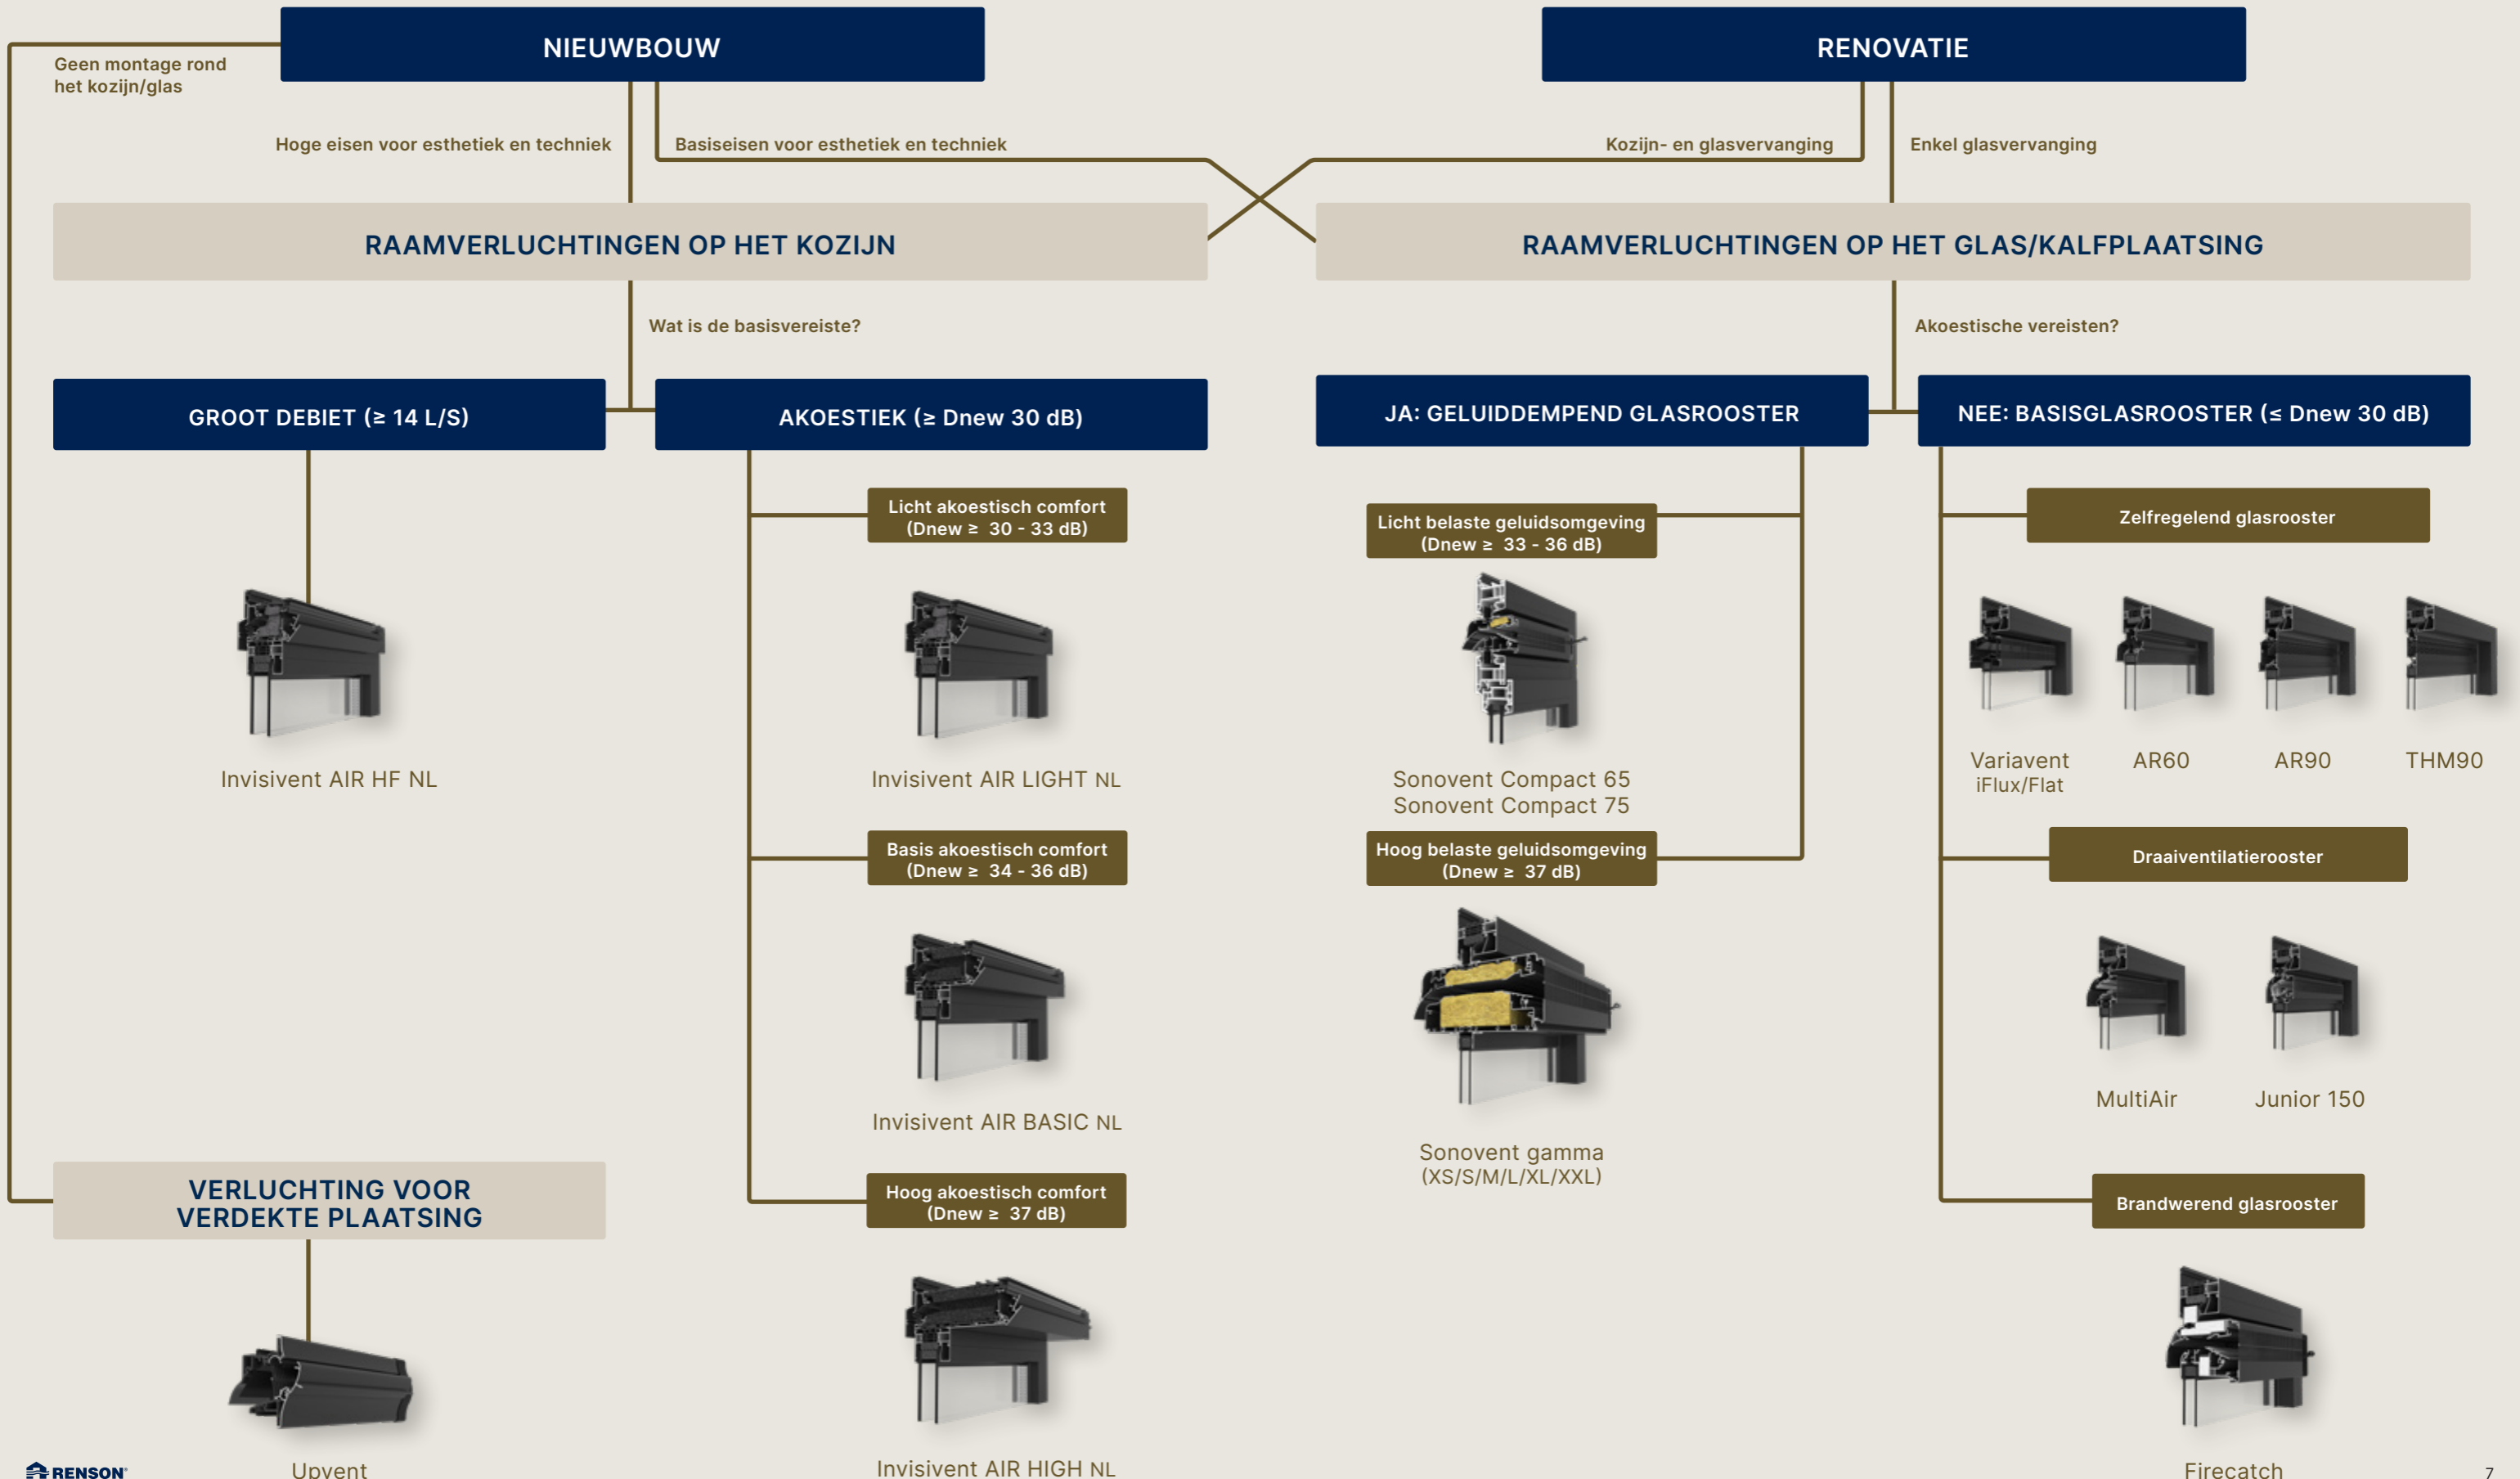 NIEUWBOUW
RENOVATIE
Geen montage rond
het kozijn/glas
Hoge eisen voor esthetiek en techniek
Basiseisen voor esthetiek en techniek
Kozijn- en glasvervanging
Enkel glasvervanging
RAAMVERLUCHTINGEN OP HET KOZIJN
RAAMVERLUCHTINGEN OP HET GLAS/KALFPLAATSING
Wat is de basisvereiste?
Akoestische vereisten?
GROOT DEBIET (≥ 14 L/S)
AKOESTIEK (≥ Dnew 30 dB)
JA: GELUIDDEMPEND GLASROOSTER
NEE: BASISGLASROOSTER (≤ Dnew 30 dB)
Licht akoestisch comfort
(Dnew ≥ 30 - 33 dB)
Licht belaste geluidsomgeving
(Dnew ≥ 33 - 36 dB)
Zelfregelend glasrooster
Invisivent AIR HF NL
Invisivent AIR LIGHT NL
Sonovent Compact 65
Sonovent Compact 75
Variavent
iFlux/Flat
AR60
AR90
THM90
Basis akoestisch comfort
(Dnew ≥ 34 - 36 dB)
Hoog belaste geluidsomgeving
(Dnew ≥ 37 dB)
Draaiventilatierooster
Invisivent AIR BASIC NL
Sonovent gamma
(XS/S/M/L/XL/XXL)
MultiAir
Junior 150
VERLUCHTING VOOR
VERDEKTE PLAATSING
Hoog akoestisch comfort
(Dnew ≥ 37 dB)
Brandwerend glasrooster
Upvent
Invisivent AIR HIGH NL
Firecatch
RENSON®
7